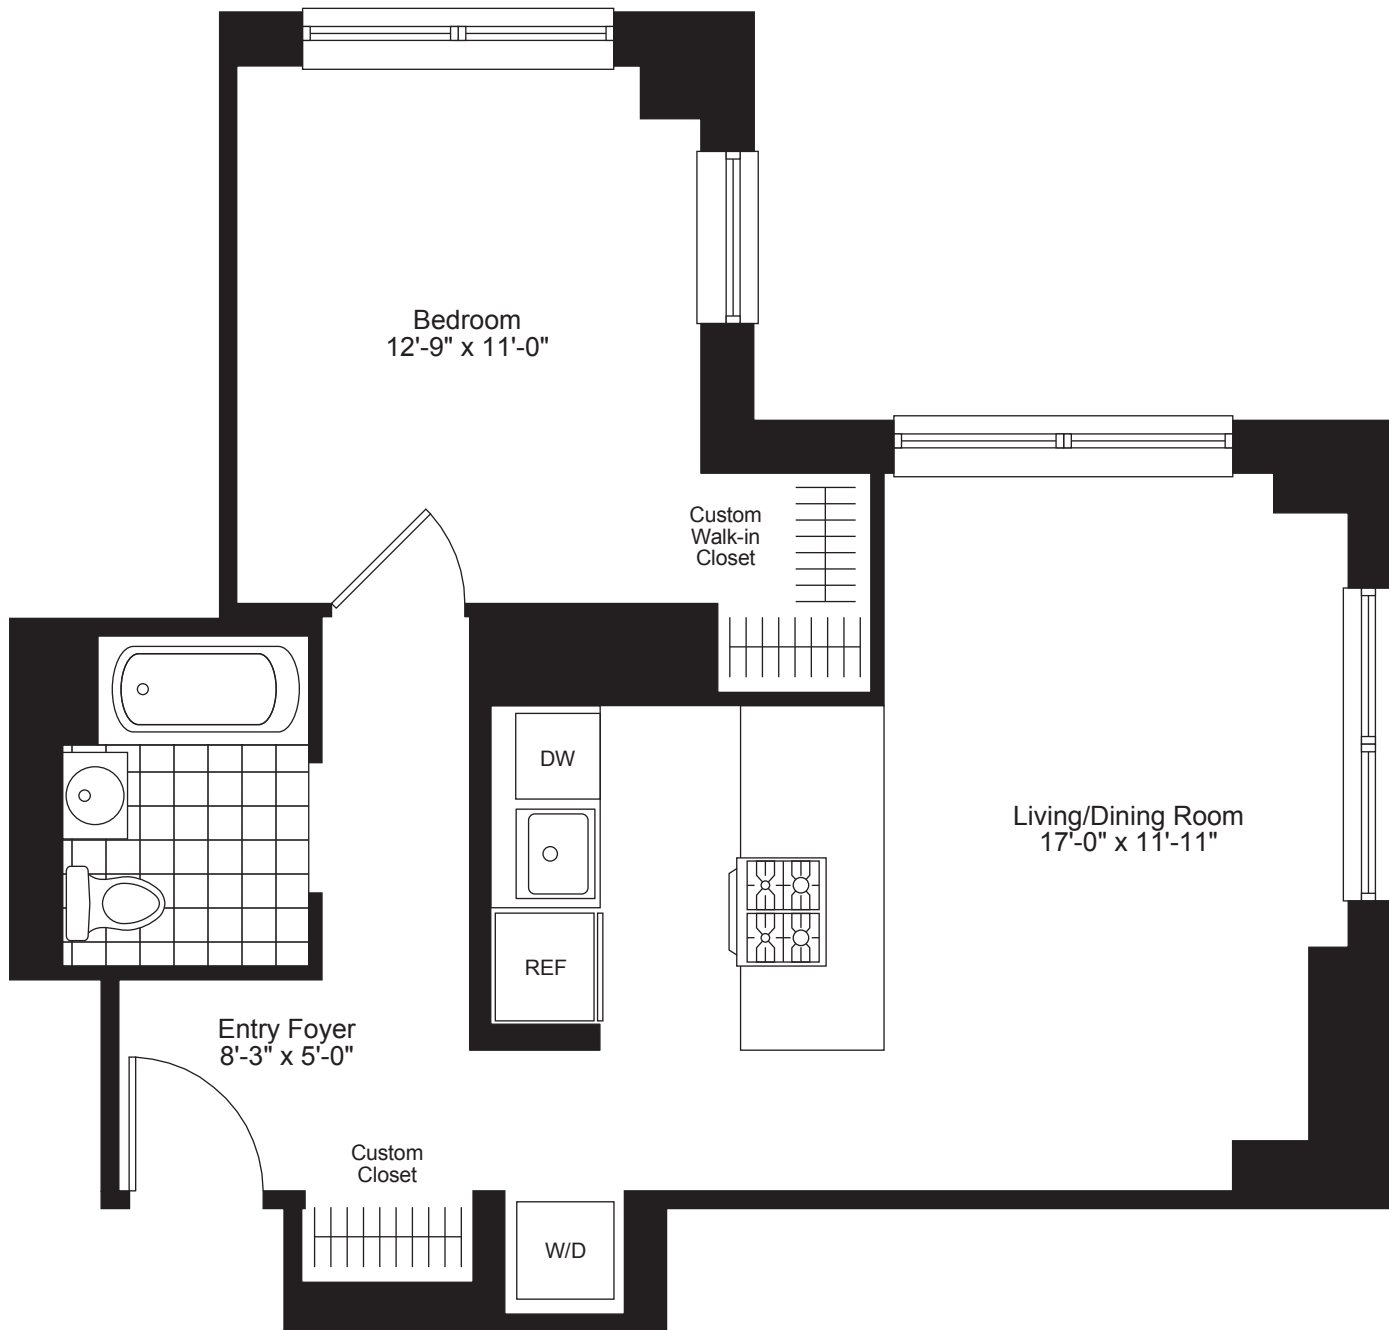 Bedroom
12'-9" x 11'-0"
Custom
Walk-in
Closet
DW
Living/Dining Room
17'-0" x 11'-11"
REF
Entry Foyer
8'-3" x 5'-0"
Custom
Closet
W/D